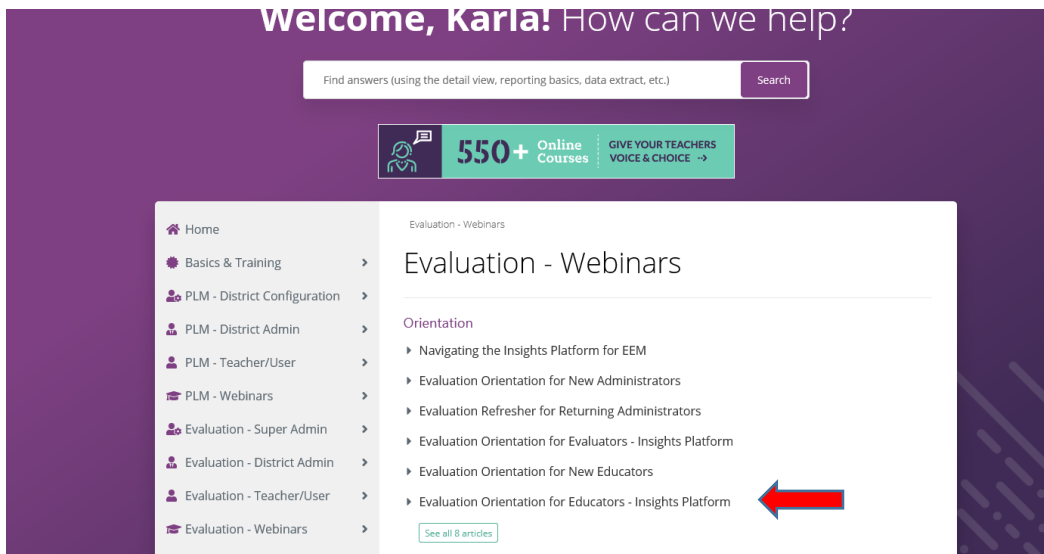 Welcome, Karla! How can we help?
Find answers (using the detail view, reporting basics, data extract, etc.)
Search
550+ Online Courses
GIVE YOUR TEACHERS
VOICE & CHOICE
Home
Basics & Training
PLM - District Configuration
PLM - District Admin
PLM - Teacher/User
PLM - Webinars
Evaluation - Super Admin
Evaluation - District Admin
Evaluation - Teacher/User
Evaluation - Webinars
Evaluation - Webinars
Evaluation - Webinars
Orientation
Navigating the Insights Platform for EEM
Evaluation Orientation for New Administrators
Evaluation Refresher for Returning Administrators
Evaluation Orientation for Evaluators - Insights Platform
Evaluation Orientation for New Educators
Evaluation Orientation for Educators - Insights Platform
See all 8 articles